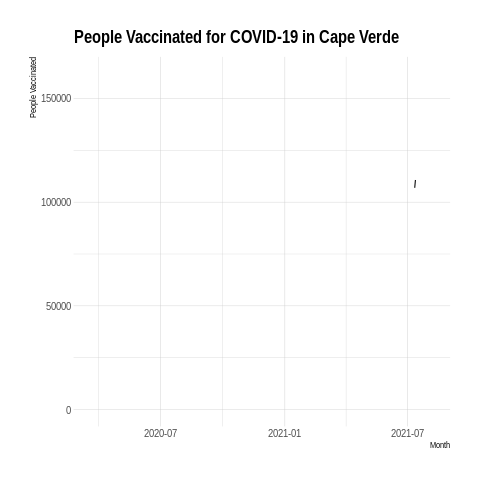 People Vaccinated for COVID-19 in Cape Verde
People Vaccinated
150000
100000
50000
0
2020-07
2021-01
2021-07
Month